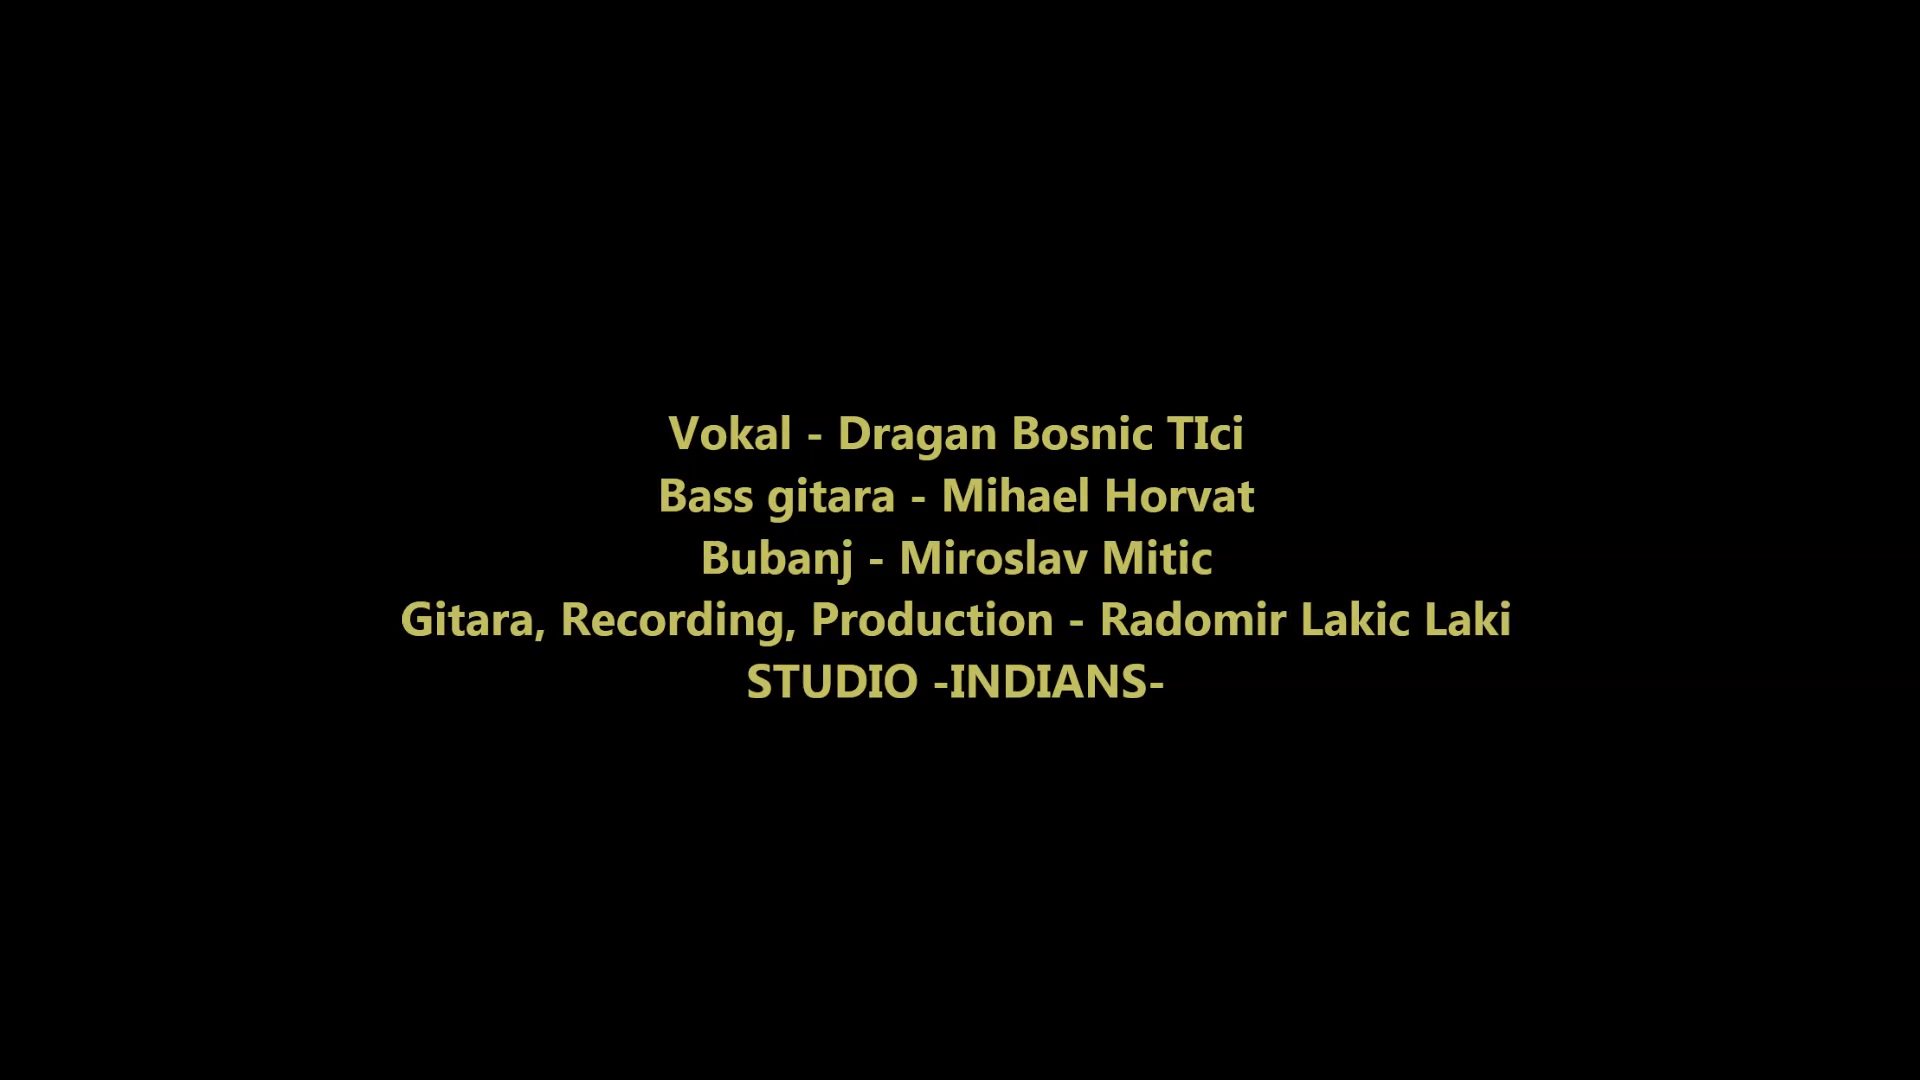 Vokal - Dragan Bosnic TIci
Bass gitara - Mihael Horvat
Bubanj - Miroslav Mitic
Gitara, Recording, Production - Radomir Lakic Laki
STUDIO -INDIANS-